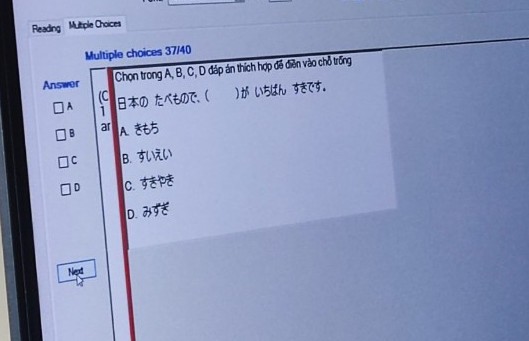 Reading Multiple Choices
Multiple choices 37/40
Answer
A
B
C
D
Chọn trong A, B, C, D đáp án thích hợp để điền vào chỗ trống
日本の たべもので、( )が いちばん すきです。
A. きもち
B. すいえい
C. すきやき
D. みずぎ
(C
1
ar
Next